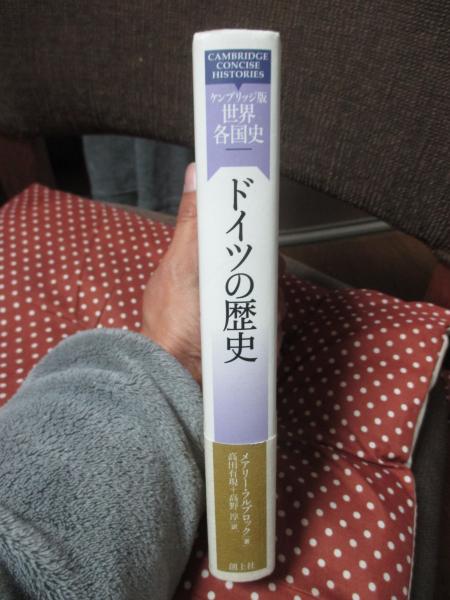 CAMBRIDGE
CONCISE
HISTORIES
ケンブリッジ版
世界
各国史
ドイツの歴史
メアリー・フルブロック 著
高田有現+高野 淳 訳
創土社